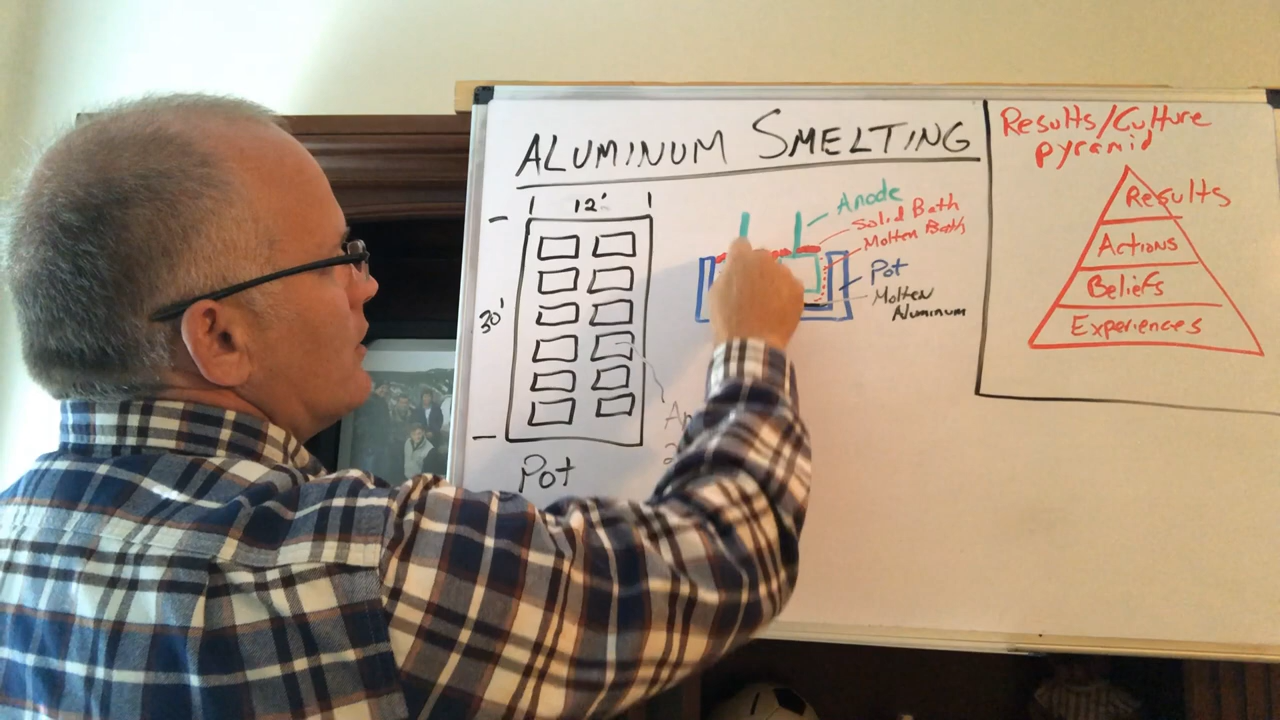 ALUMINUM SMELTING
12'
30'
Pot
Anode
Solid Bath
Molten Bath
Pot
Molten
Aluminum
Results/Culture
pyramid
Results
Actions
Beliefs
Experiences